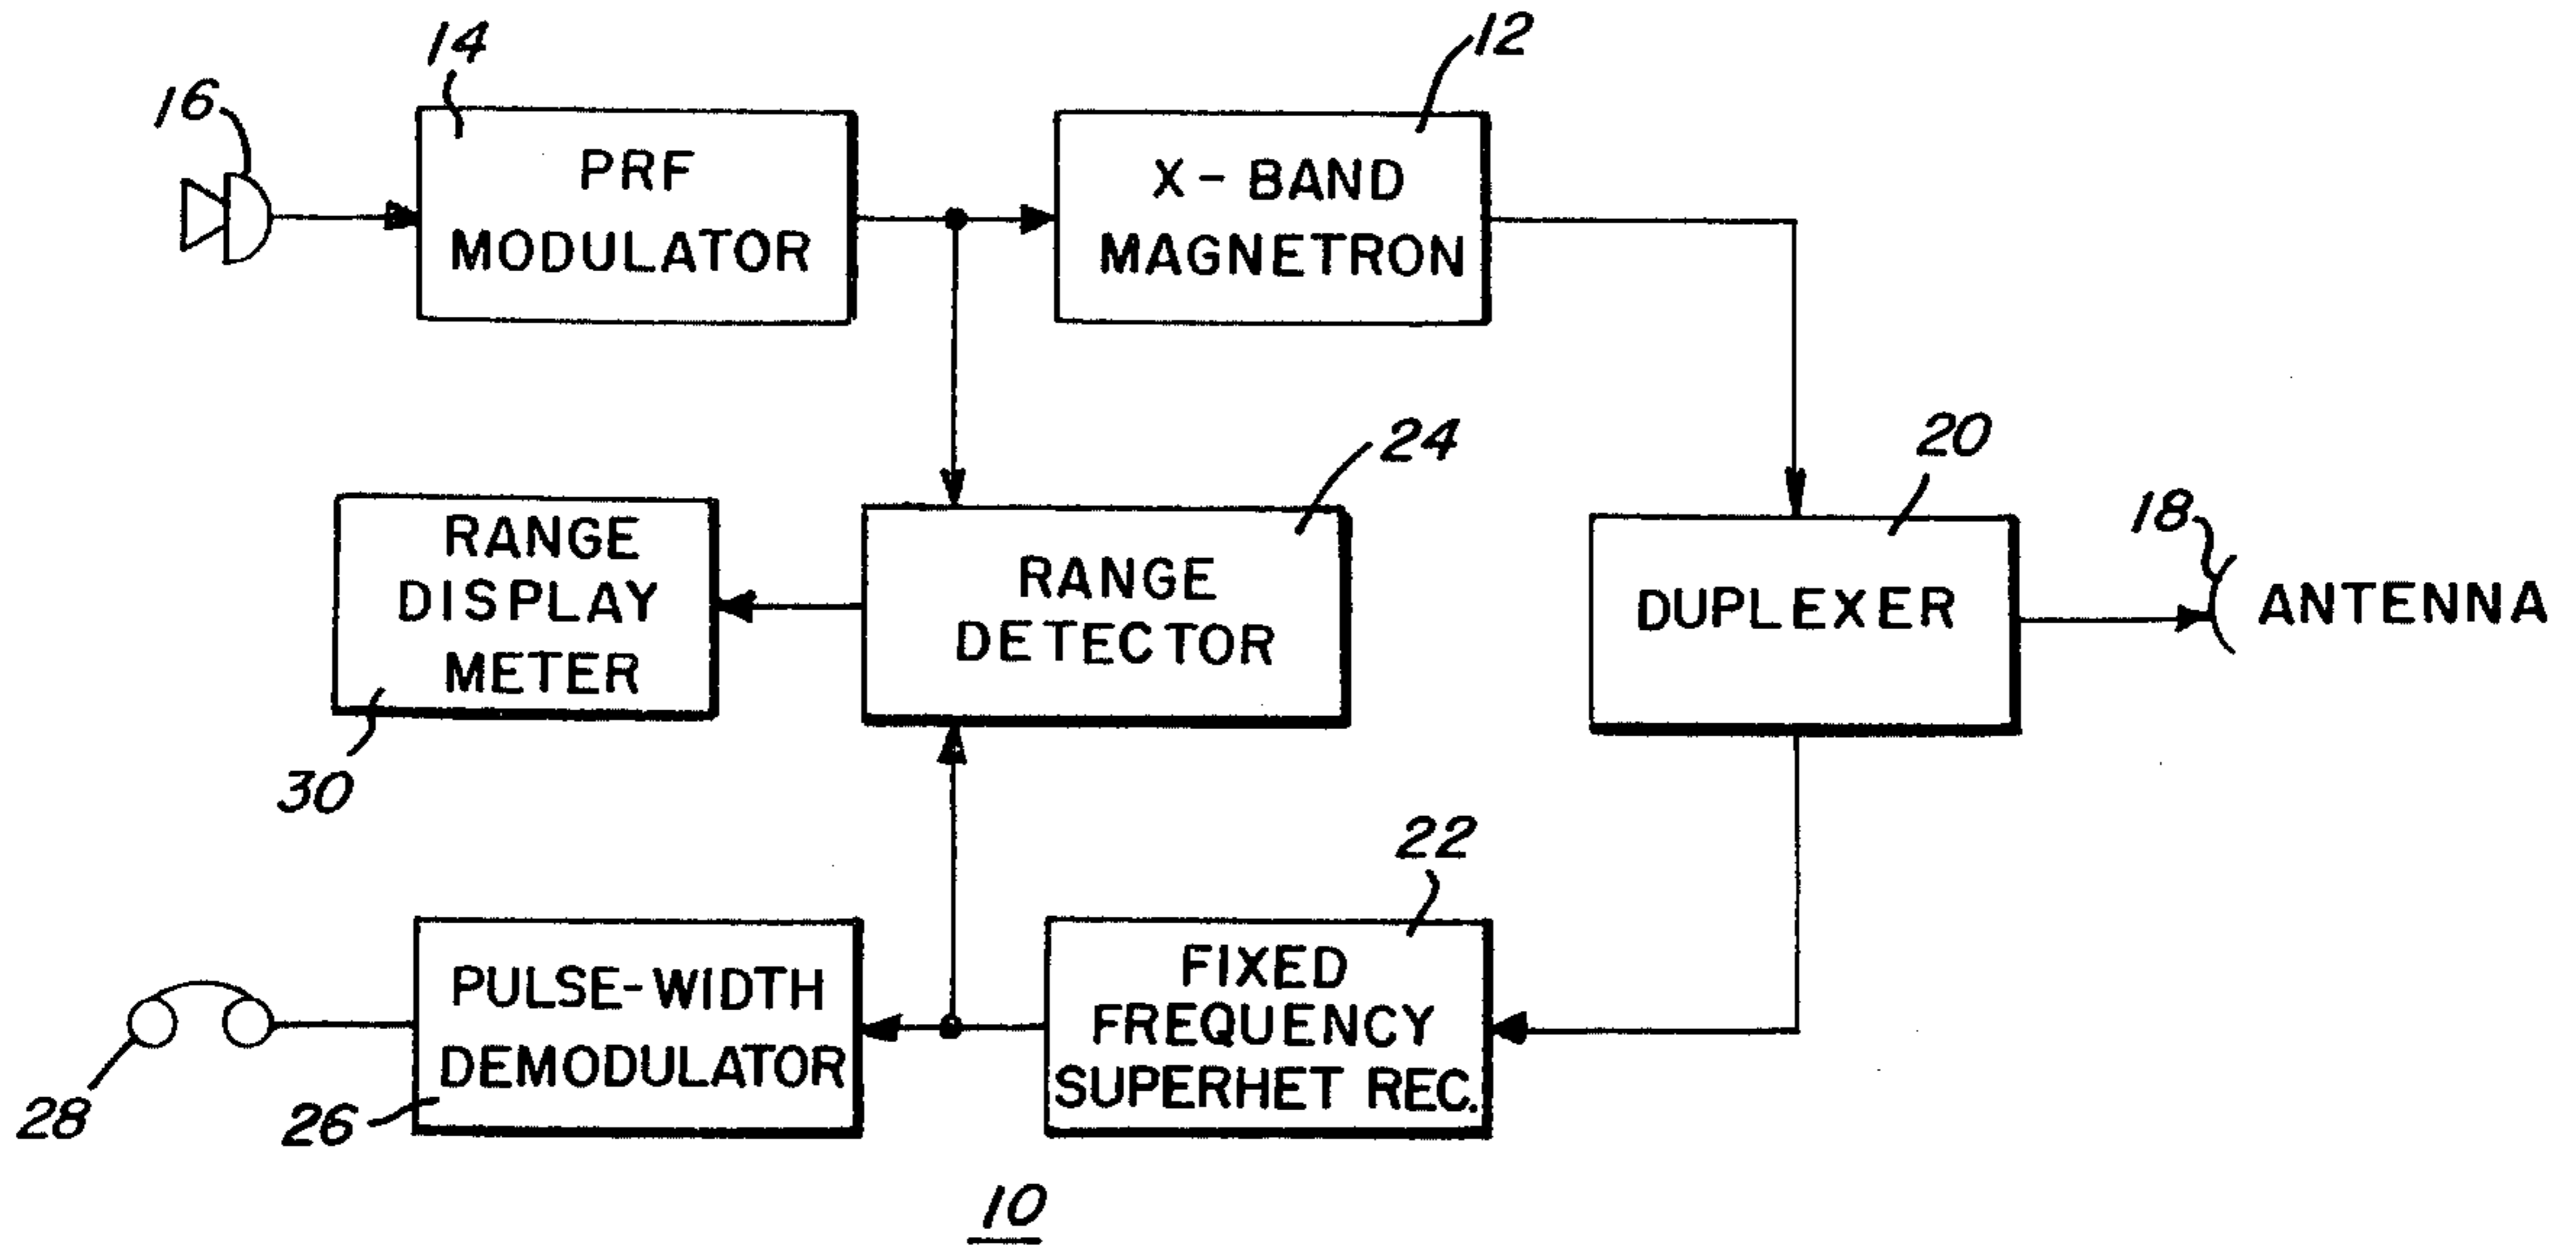 14
12
16
PRF
MODULATOR
X - BAND
MAGNETRON
24
20
18
RANGE
DISPLAY
METER
30
RANGE
DETECTOR
DUPLEXER
ANTENNA
22
PULSE-WIDTH
DEMODULATOR
26
28
FIXED
FREQUENCY
SUPERHET REC.
10